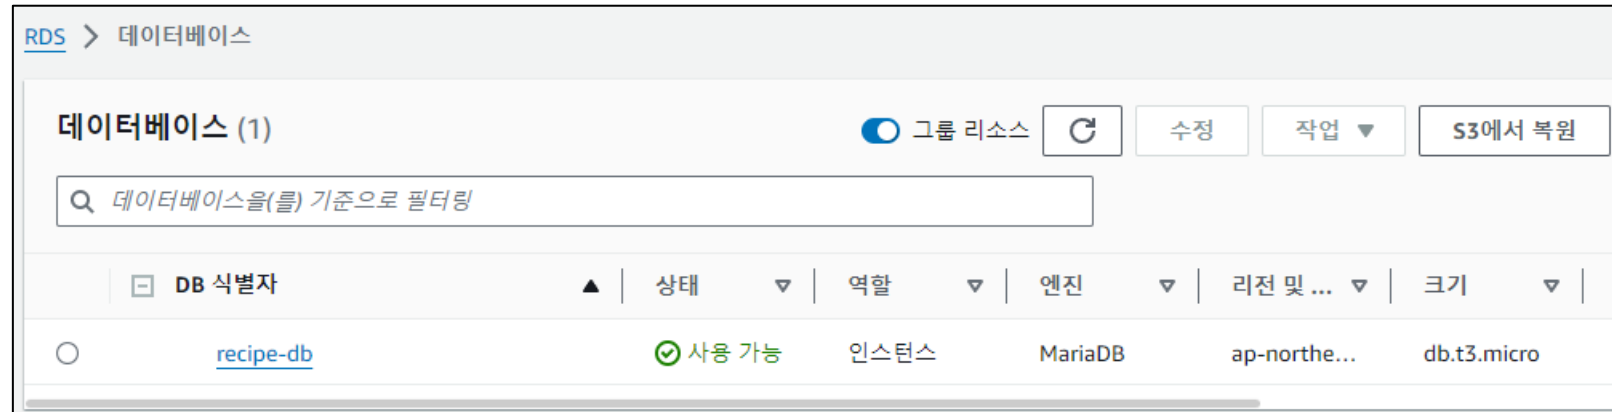 RDS > 데이터베이스
데이터베이스 (1)
그룹 리소스
수정
작업
S3에서 복원
데이터베이스을(를) 기준으로 필터링
DB 식별자 상태 역할 엔진 리전 및 ... 크기
recipe-db 사용 가능 인스턴스 MariaDB ap-northe... db.t3.micro